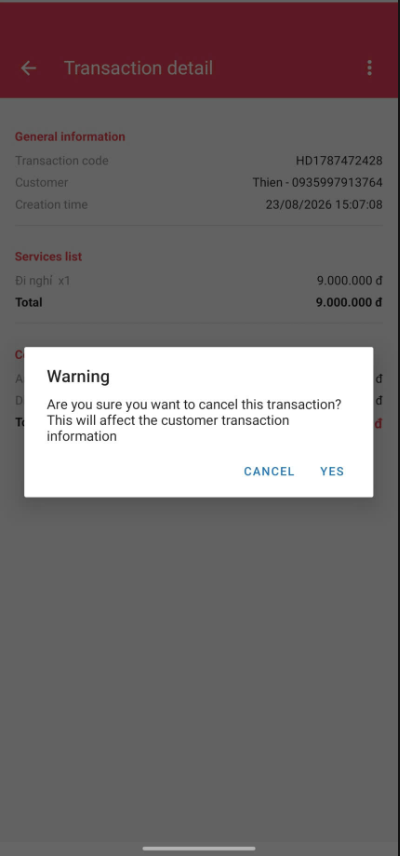 Transaction detail
General information
Transaction code HD1787472428
Customer Thien - 0935997913764
Creation time 23/08/2026 15:07:08
Services list
Đi nghỉ x1 9.000.000 đ
Total 9.000.000 đ
Warning
Are you sure you want to cancel this transaction?
This will affect the customer transaction
information
CANCEL YES
đ
đ
đ